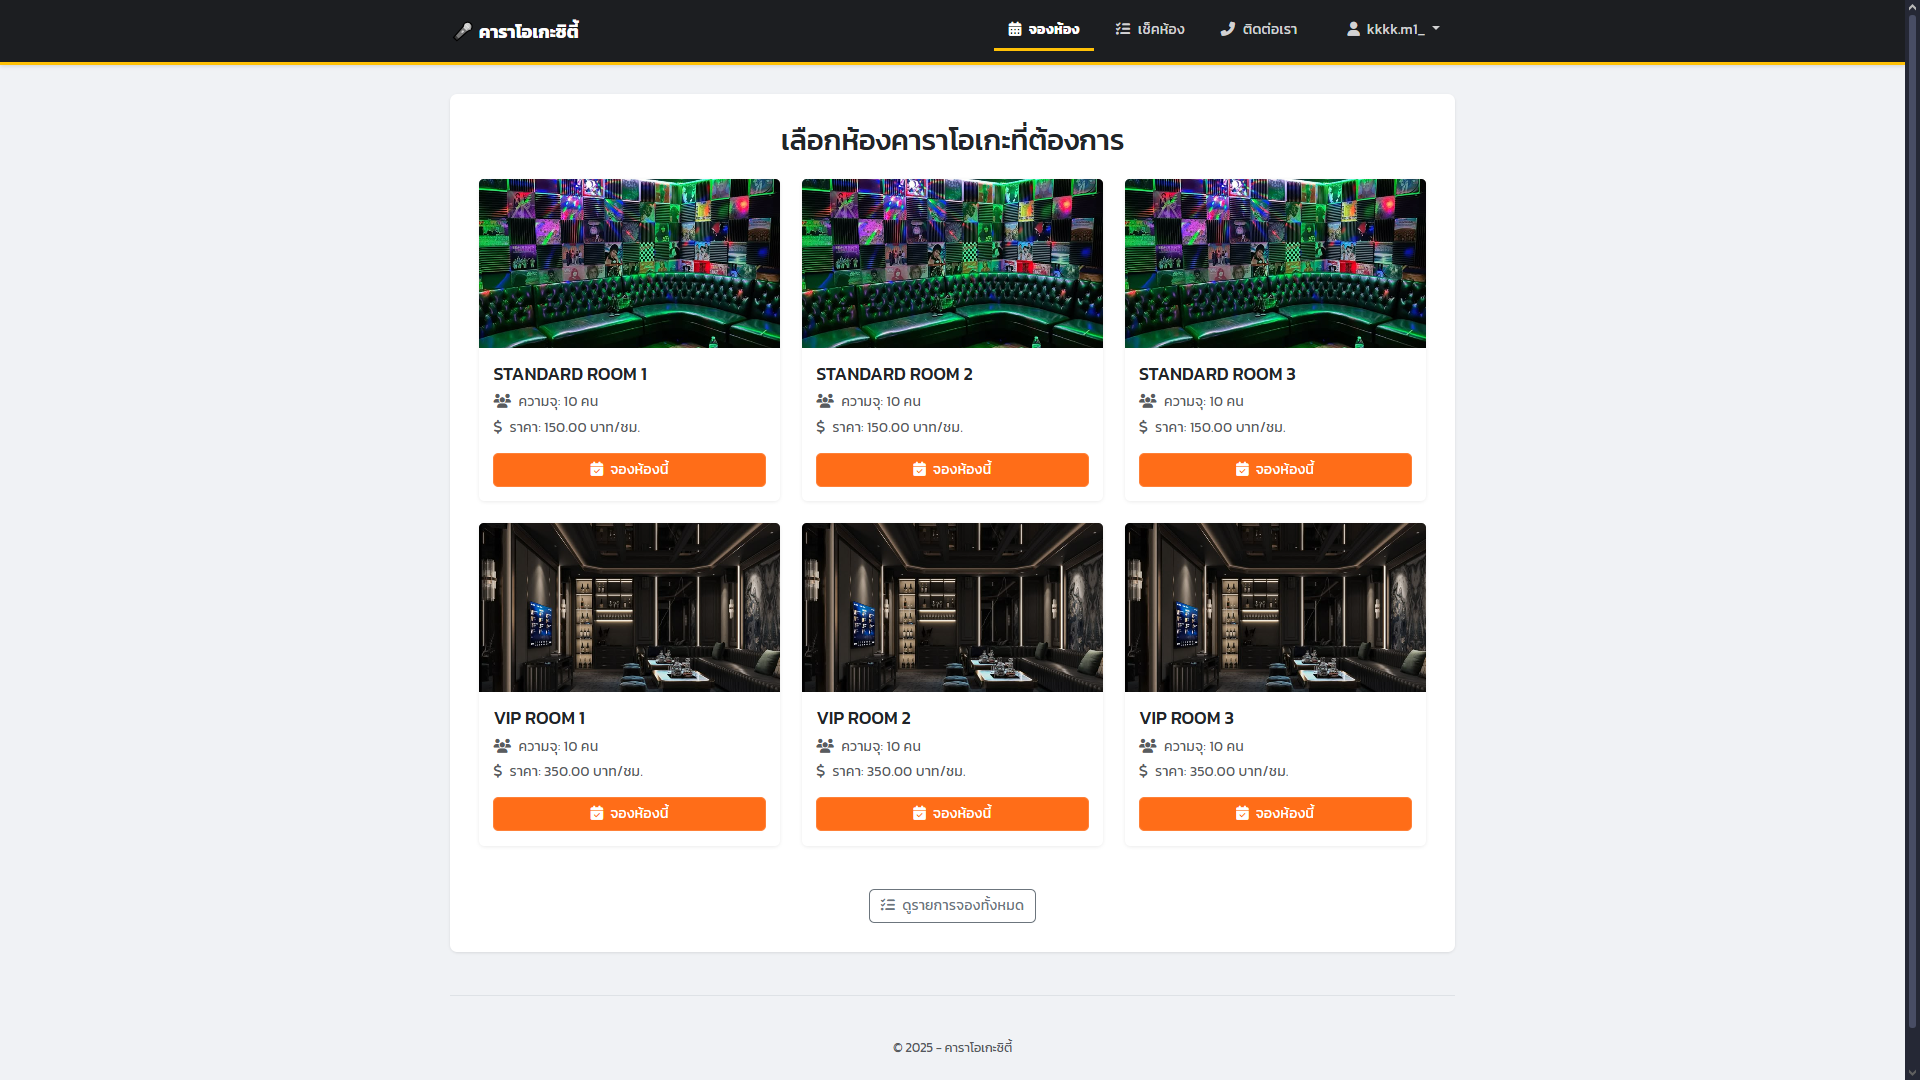 คาราโอเกะซิตี้
จองห้อง
เช็คห้อง
ติดต่อเรา
kkkk.m1_
เลือกห้องคาราโอเกะที่ต้องการ
STANDARD ROOM 1
ความจุ: 10 คน
ราคา: 150.00 บาท/ชม.
จองห้องนี้
STANDARD ROOM 2
ความจุ: 10 คน
ราคา: 150.00 บาท/ชม.
จองห้องนี้
STANDARD ROOM 3
ความจุ: 10 คน
ราคา: 150.00 บาท/ชม.
จองห้องนี้
VIP ROOM 1
ความจุ: 10 คน
ราคา: 350.00 บาท/ชม.
จองห้องนี้
VIP ROOM 2
ความจุ: 10 คน
ราคา: 350.00 บาท/ชม.
จองห้องนี้
VIP ROOM 3
ความจุ: 10 คน
ราคา: 350.00 บาท/ชม.
จองห้องนี้
ดูรายการจองทั้งหมด
© 2025 - คาราโอเกะซิตี้